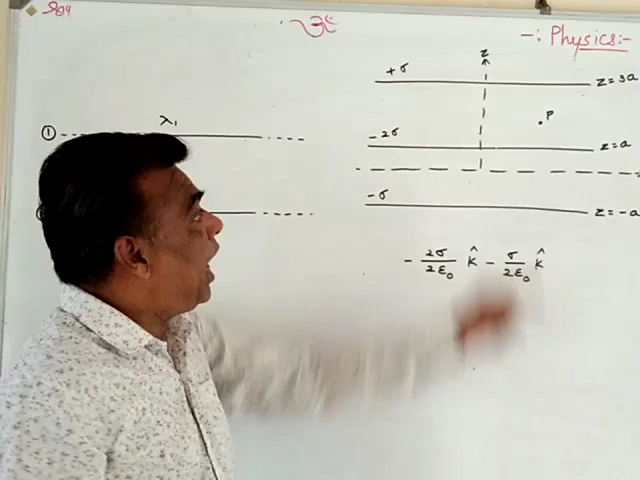 ॐ
-: Physics:-
z
+σ
z=3a
.P
① λ₁
-2σ
z=a
-σ
z=-a
- 2σ/2ε₀ k̂ - σ/2ε₀ k̂